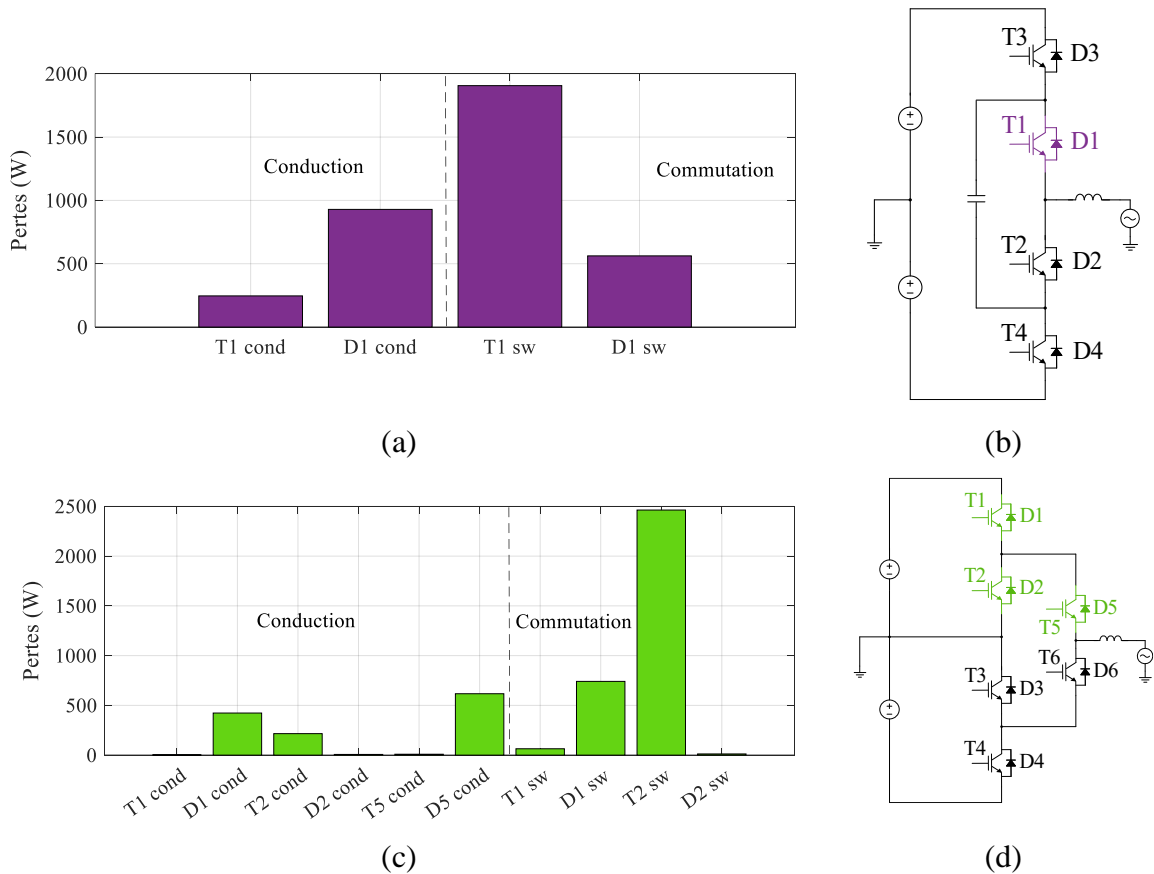 2000
1500
1000
500
0
Pertes (W)
Conduction
Commutation
T1 cond
D1 cond
T1 sw
D1 sw
(a)
T3
D3
T1
D1
T2
D2
T4
D4
(b)
2500
2000
1500
1000
500
0
Pertes (W)
Conduction
Commutation
T1 cond
D1 cond
T2 cond
D2 cond
T5 cond
D5 cond
T1 sw
D1 sw
T2 sw
D2 sw
(c)
T1
D1
T2
D2
D5
T5
T6
T3
D3
D6
T4
D4
(d)